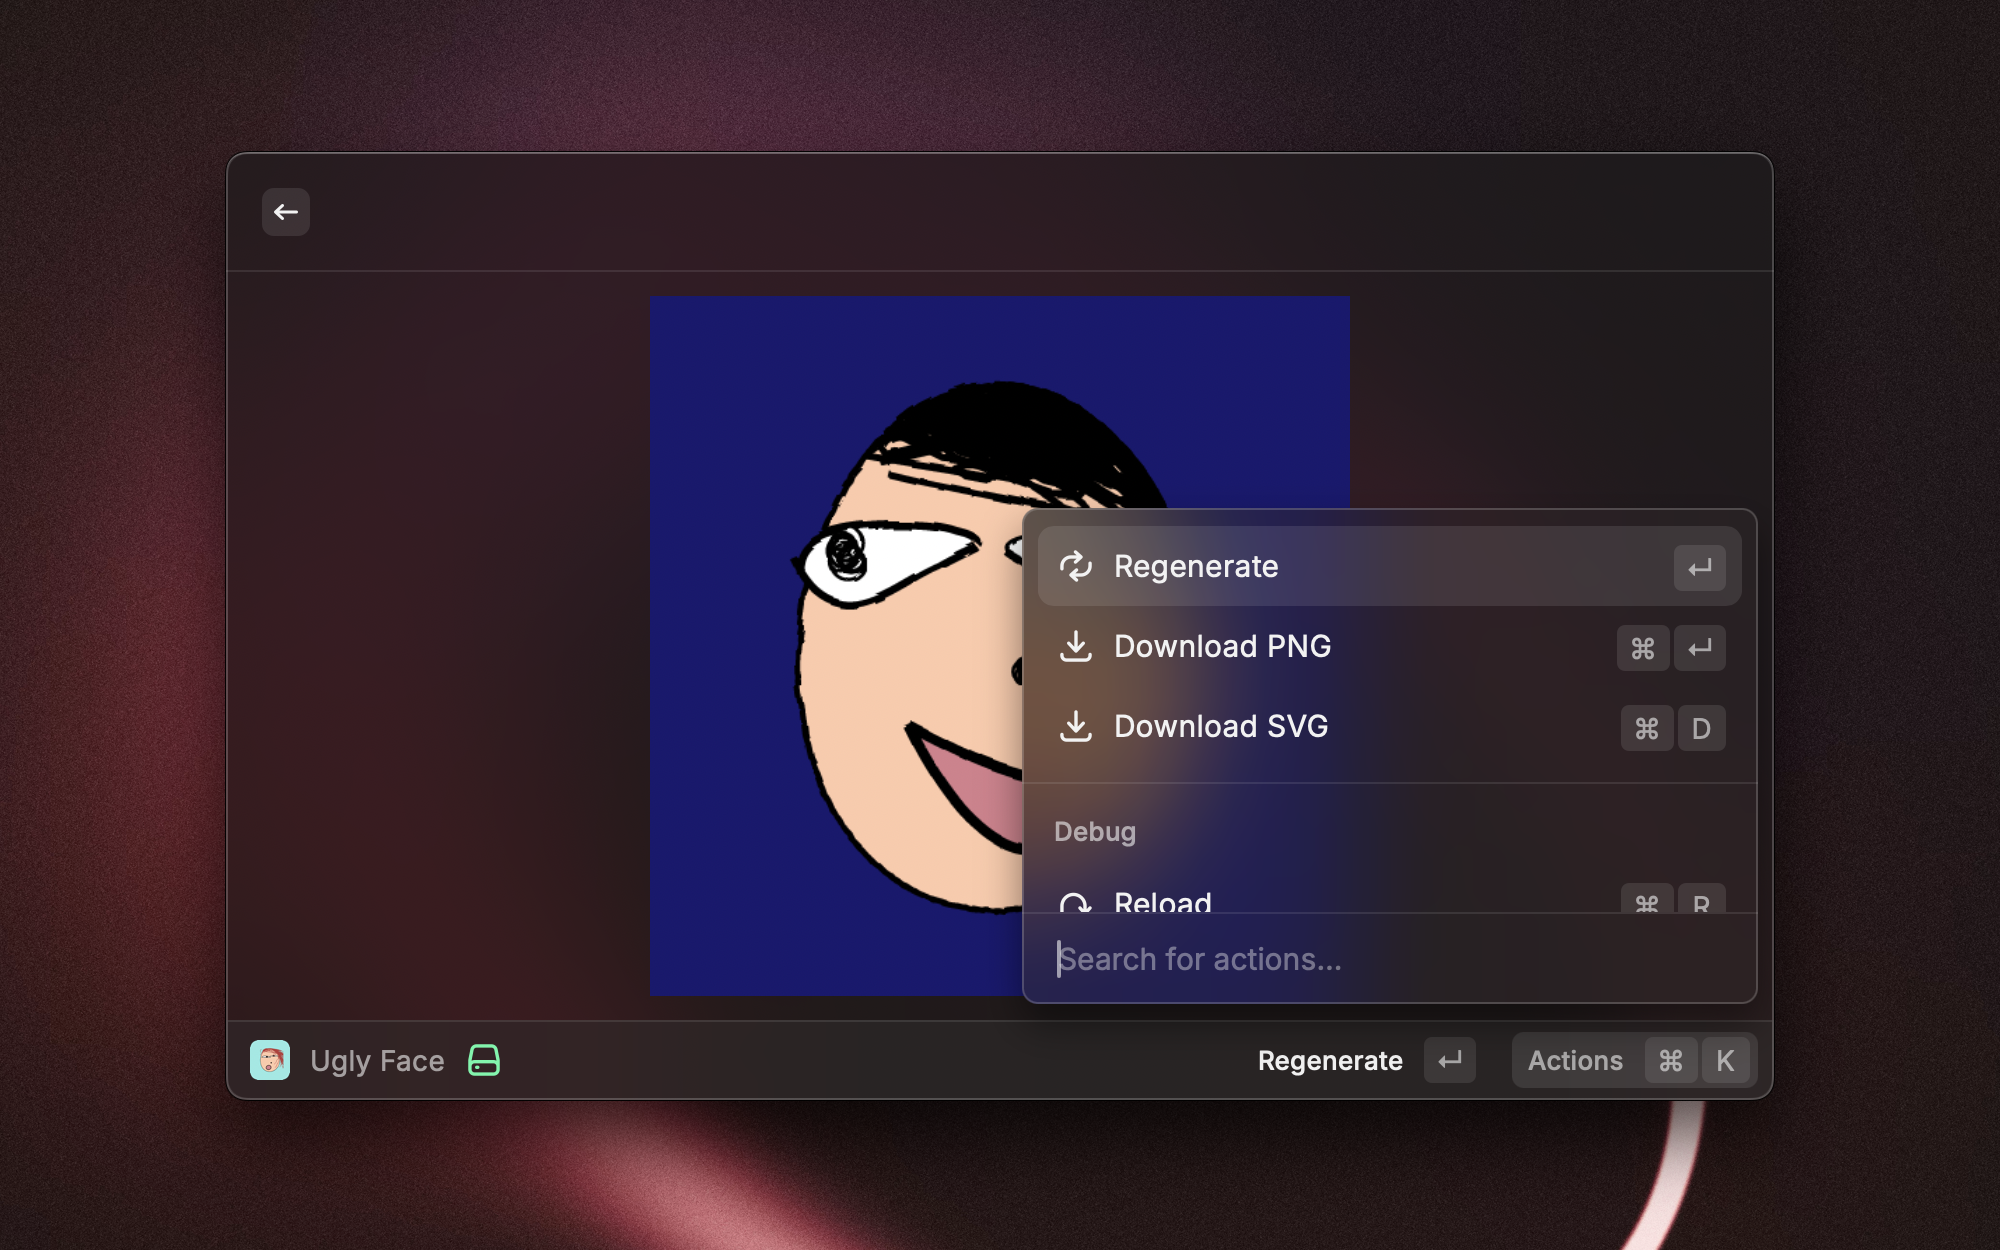 Regenerate
Download PNG ⌘
Download SVG ⌘ D
Debug
Reload ⌘ R
Search for actions...
Ugly Face
Regenerate
Actions ⌘ K